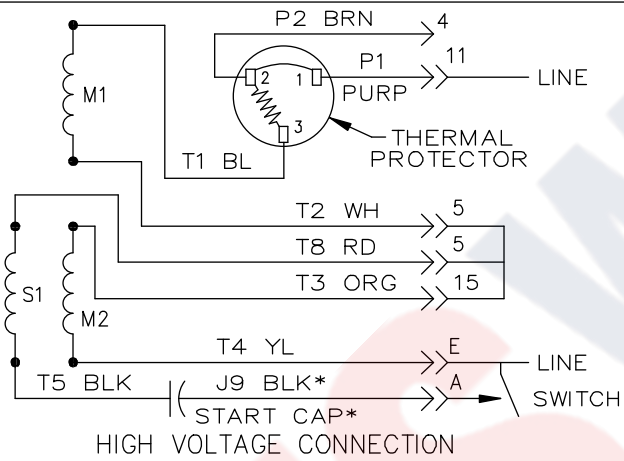 P2 BRN 4
P1 11
LINE
PURP
M1
2 1
3
THERMAL
PROTECTOR
T1 BL
T2 WH 5
T8 RD 5
T3 ORG 15
S1
M2
T4 YL E
LINE
T5 BLK J9 BLK* A
SWITCH
START CAP*
HIGH VOLTAGE CONNECTION